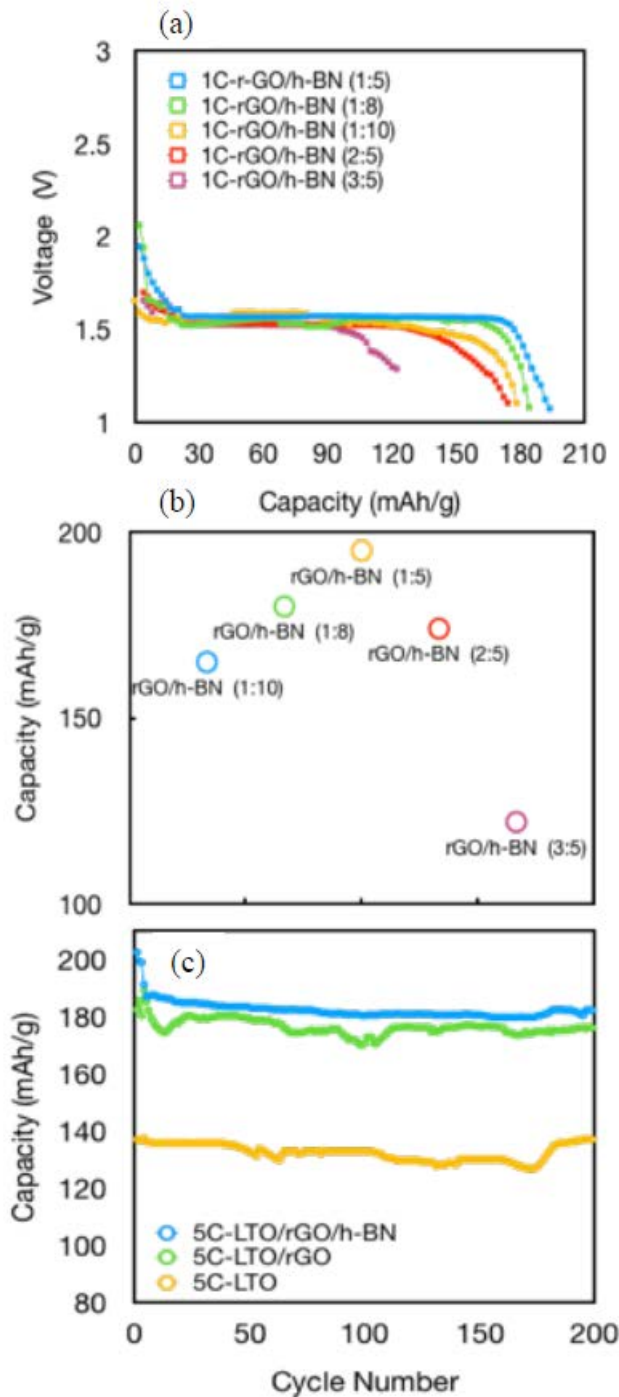 (a)
3
2.5
2
1.5
1
Voltage (V)
1C-r-GO/h-BN (1:5)
1C-rGO/h-BN (1:8)
1C-rGO/h-BN (1:10)
1C-rGO/h-BN (2:5)
1C-rGO/h-BN (3:5)
0 30 60 90 120 150 180 210
Capacity (mAh/g)
(b)
200
150
100
Capacity (mAh/g)
rGO/h-BN (1:5)
rGO/h-BN (1:8)
rGO/h-BN (2:5)
rGO/h-BN (1:10)
rGO/h-BN (3:5)
(c)
200
180
160
140
120
100
80
Capacity (mAh/g)
5C-LTO/rGO/h-BN
5C-LTO/rGO
5C-LTO
0 50 100 150 200
Cycle Number